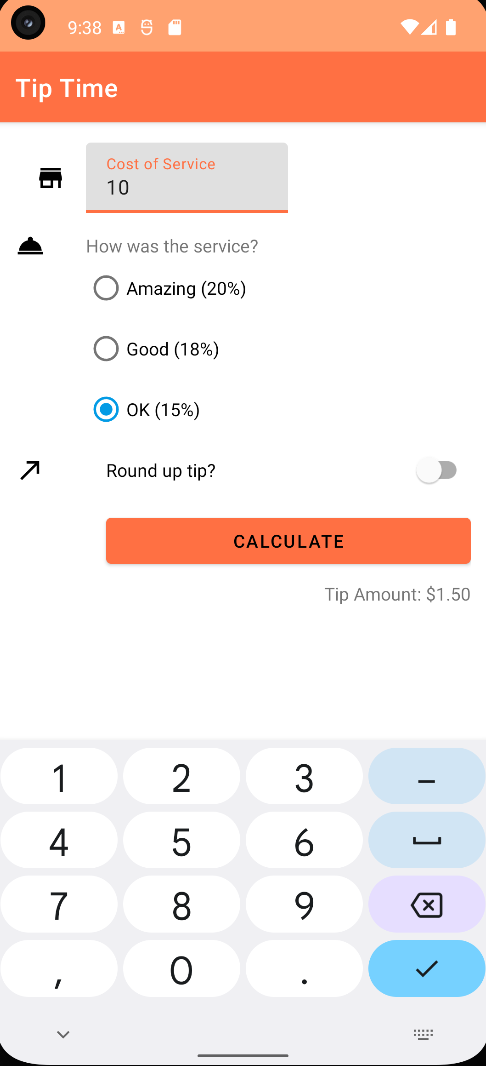 9:38
Tip Time
Cost of Service
10
How was the service?
Amazing (20%)
Good (18%)
OK (15%)
Round up tip?
CALCULATE
Tip Amount: $1.50
1 2 3 –
4 5 6
7 8 9
, 0 .